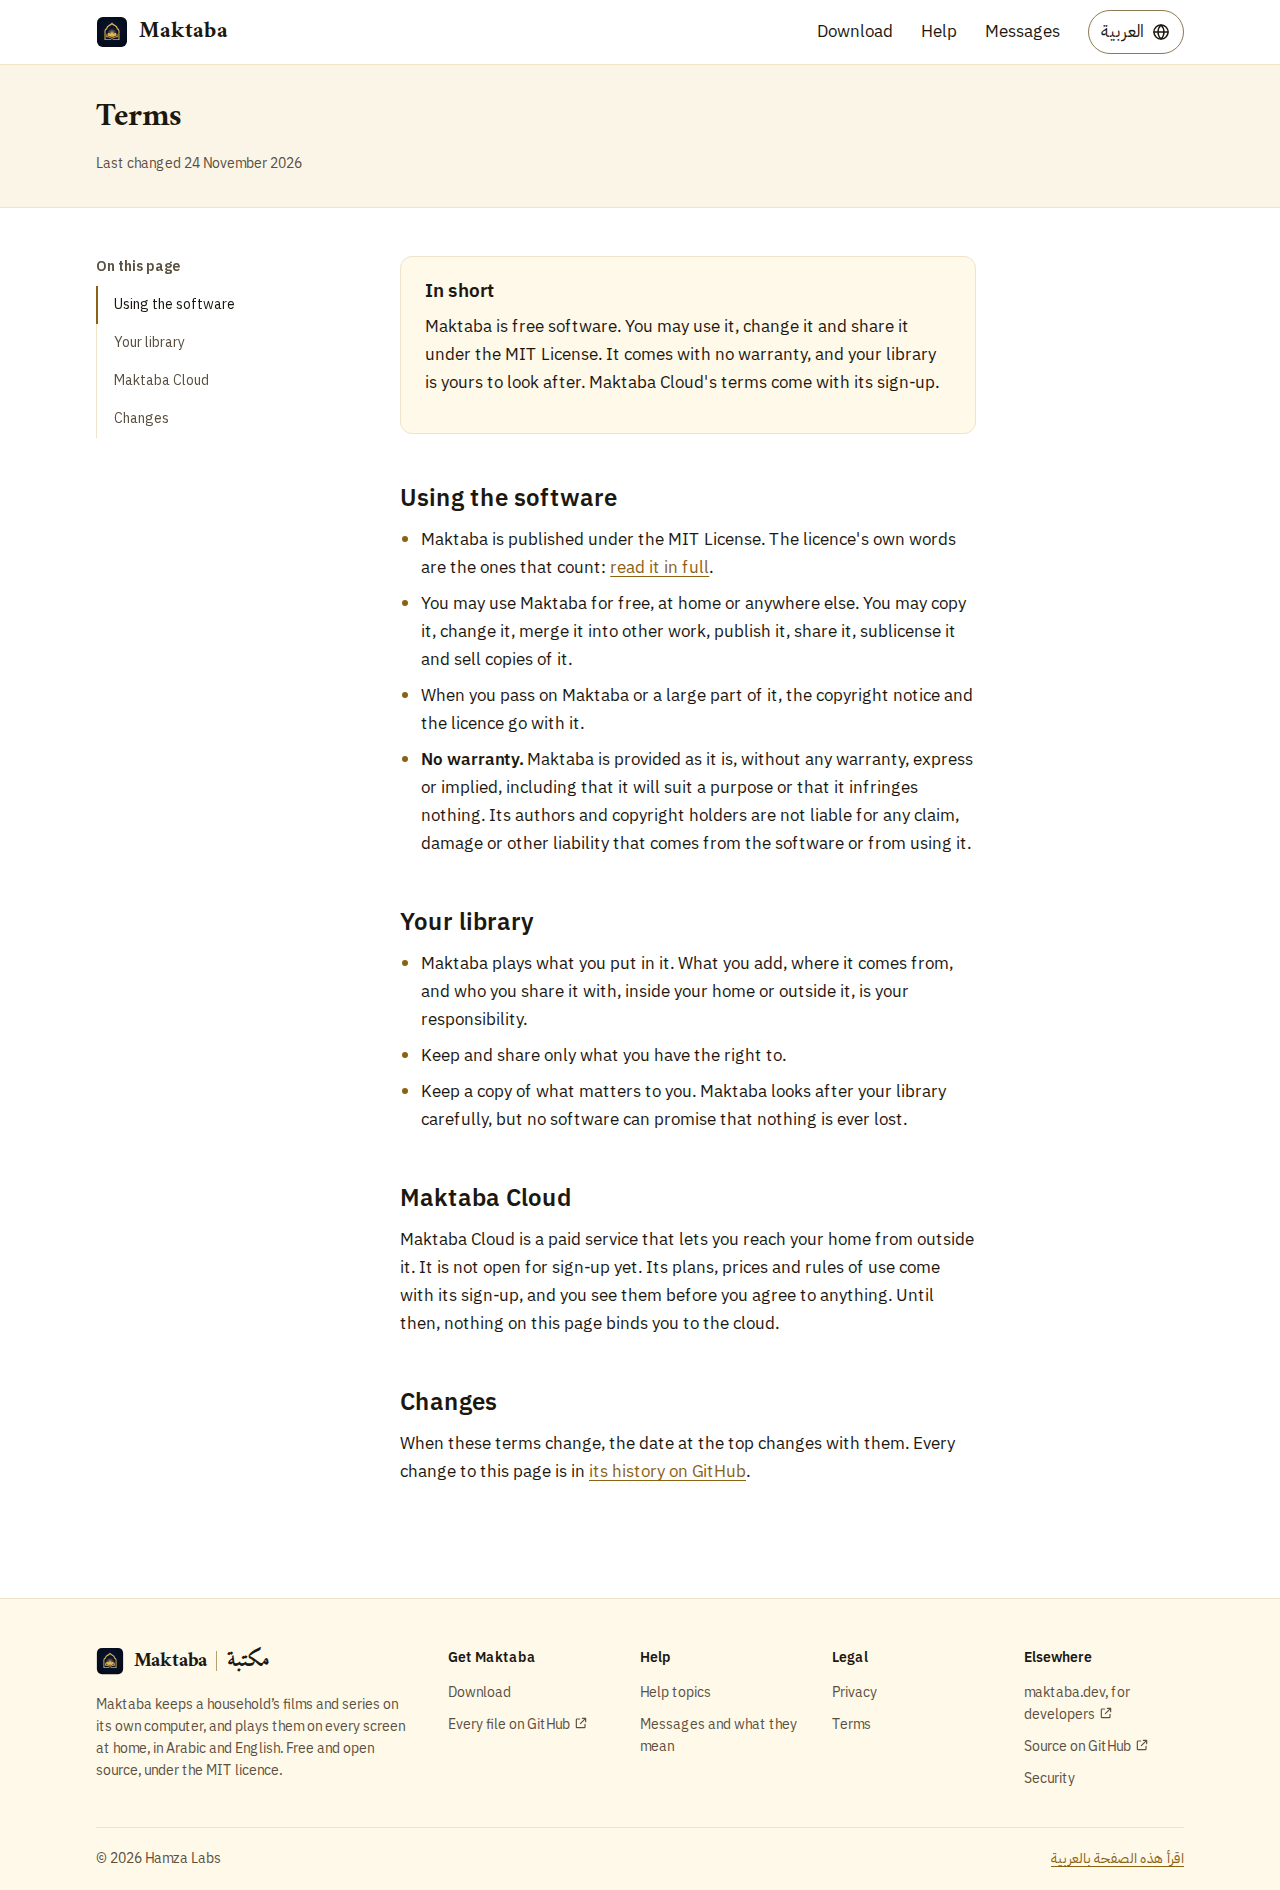 Maktaba
Download
Help
Messages
العربية
Terms
Last changed 24 November 2026
On this page
Using the software
Your library
Maktaba Cloud
Changes
In short
Maktaba is free software. You may use it, change it and share it
under the MIT License. It comes with no warranty, and your library
is yours to look after. Maktaba Cloud's terms come with its sign-up.
Using the software
Maktaba is published under the MIT License. The licence's own words
are the ones that count: read it in full.
You may use Maktaba for free, at home or anywhere else. You may copy
it, change it, merge it into other work, publish it, share it, sublicense it
and sell copies of it.
When you pass on Maktaba or a large part of it, the copyright notice and
the licence go with it.
No warranty. Maktaba is provided as it is, without any warranty, express
or implied, including that it will suit a purpose or that it infringes
nothing. Its authors and copyright holders are not liable for any claim,
damage or other liability that comes from the software or from using it.
Your library
Maktaba plays what you put in it. What you add, where it comes from,
and who you share it with, inside your home or outside it, is your
responsibility.
Keep and share only what you have the right to.
Keep a copy of what matters to you. Maktaba looks after your library
carefully, but no software can promise that nothing is ever lost.
Maktaba Cloud
Maktaba Cloud is a paid service that lets you reach your home from outside
it. It is not open for sign-up yet. Its plans, prices and rules of use come
with its sign-up, and you see them before you agree to anything. Until
then, nothing on this page binds you to the cloud.
Changes
When these terms change, the date at the top changes with them. Every
change to this page is in its history on GitHub.
Maktaba | مكتبة
Maktaba keeps a household’s films and series on
its own computer, and plays them on every screen
at home, in Arabic and English. Free and open
source, under the MIT licence.
Get Maktaba
Download
Every file on GitHub
Help
Help topics
Messages and what they
mean
Legal
Privacy
Terms
Elsewhere
maktaba.dev, for
developers
Source on GitHub
Security
© 2026 Hamza Labs
اقرأ هذه الصفحة بالعربية